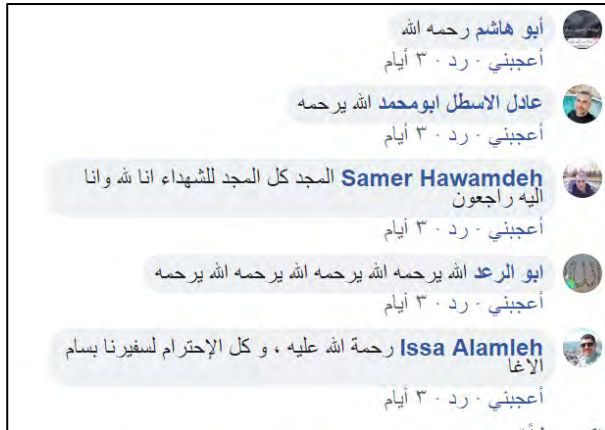 أبو هاشم رحمه الله
أعجبني · رد · ٣ أيام
عادل الاسطل ابومحمد الله يرحمه
أعجبني · رد · ٣ أيام
Samer Hawamdeh المجد كل المجد للشهداء انا لله وانا
اليه راجعون
أعجبني · رد · ٣ أيام
ابو الرعد الله يرحمه الله يرحمه الله يرحمه الله يرحمه
أعجبني · رد · ٣ أيام
Issa Alamleh رحمة الله عليه ، و كل الإحترام لسفيرنا بسام
الاغا
أعجبني · رد · ٣ أيام